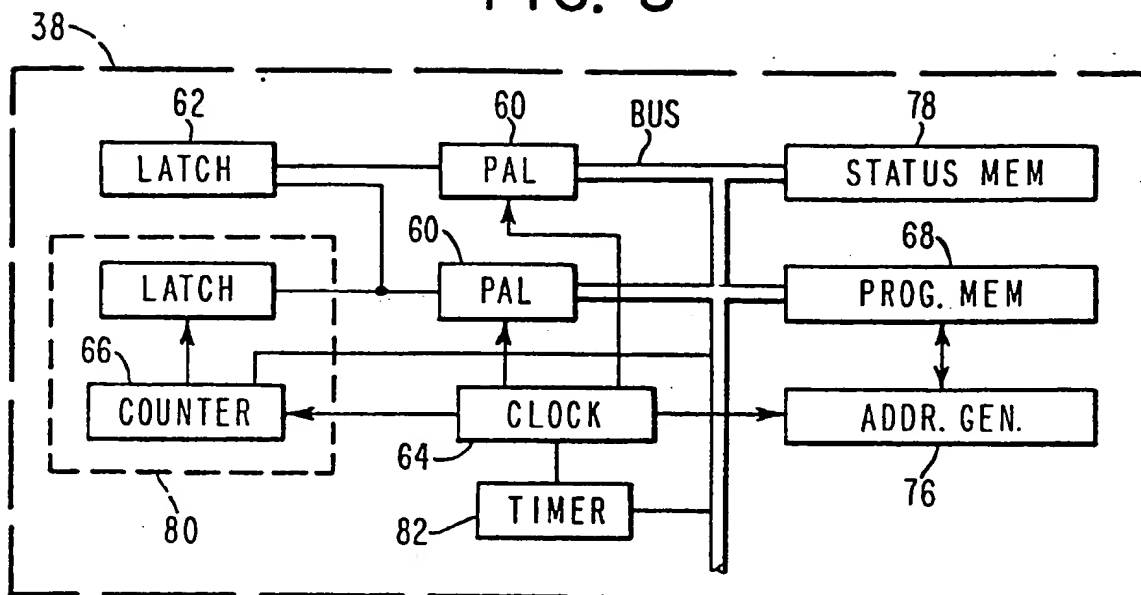 38
62
60
BUS
78
LATCH
PAL
STATUS MEM
60
68
LATCH
PAL
PROG. MEM
66
COUNTER
CLOCK
ADDR. GEN.
64
76
80
82
TIMER